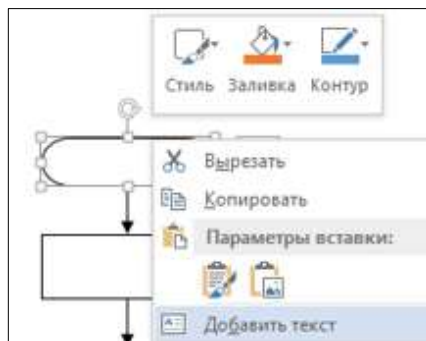 Стиль Заливка Контур
Вырезать
Копировать
Параметры вставки:
Добавить текст